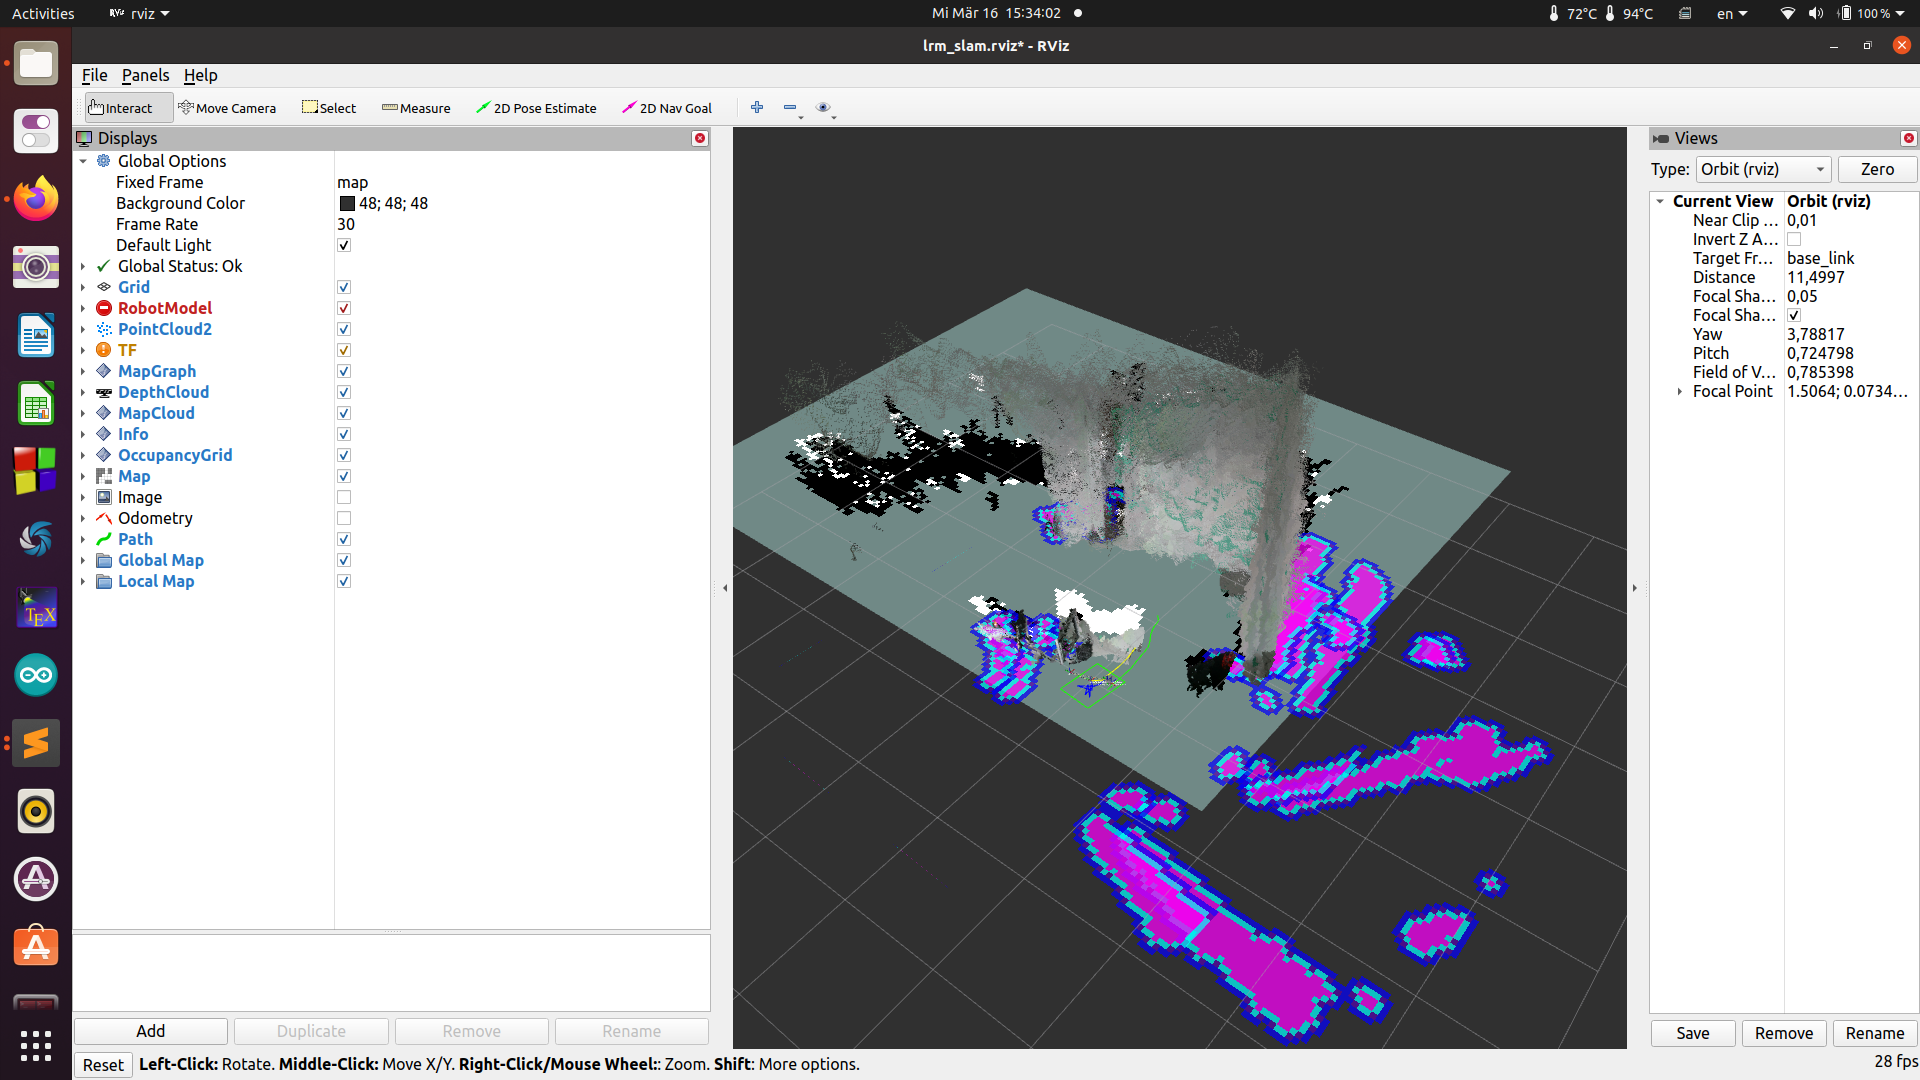 Activities rviz Mi Mär 16 15:34:02 72°C 94°C en 100 %
lrm_slam.rviz* - RViz
File Panels Help
Interact Move Camera Select Measure 2D Pose Estimate 2D Nav Goal
Displays
Global Options
Fixed Frame map
Background Color 48; 48; 48
Frame Rate 30
Default Light
Global Status: Ok
Grid
RobotModel
PointCloud2
TF
MapGraph
DepthCloud
MapCloud
Info
OccupancyGrid
Map
Image
Odometry
Path
Global Map
Local Map
Add Duplicate Remove Rename
Reset Left-Click: Rotate. Middle-Click: Move X/Y. Right-Click/Mouse Wheel:: Zoom. Shift: More options.
Views
Type: Orbit (rviz) Zero
Current View Orbit (rviz)
Near Clip ... 0,01
Invert Z A...
Target Fr... base_link
Distance 11,4997
Focal Sha... 0,05
Focal Sha...
Yaw 3,78817
Pitch 0,724798
Field of V... 0,785398
Focal Point 1.5064; 0.0734...
Save Remove Rename
28 fps
TEX